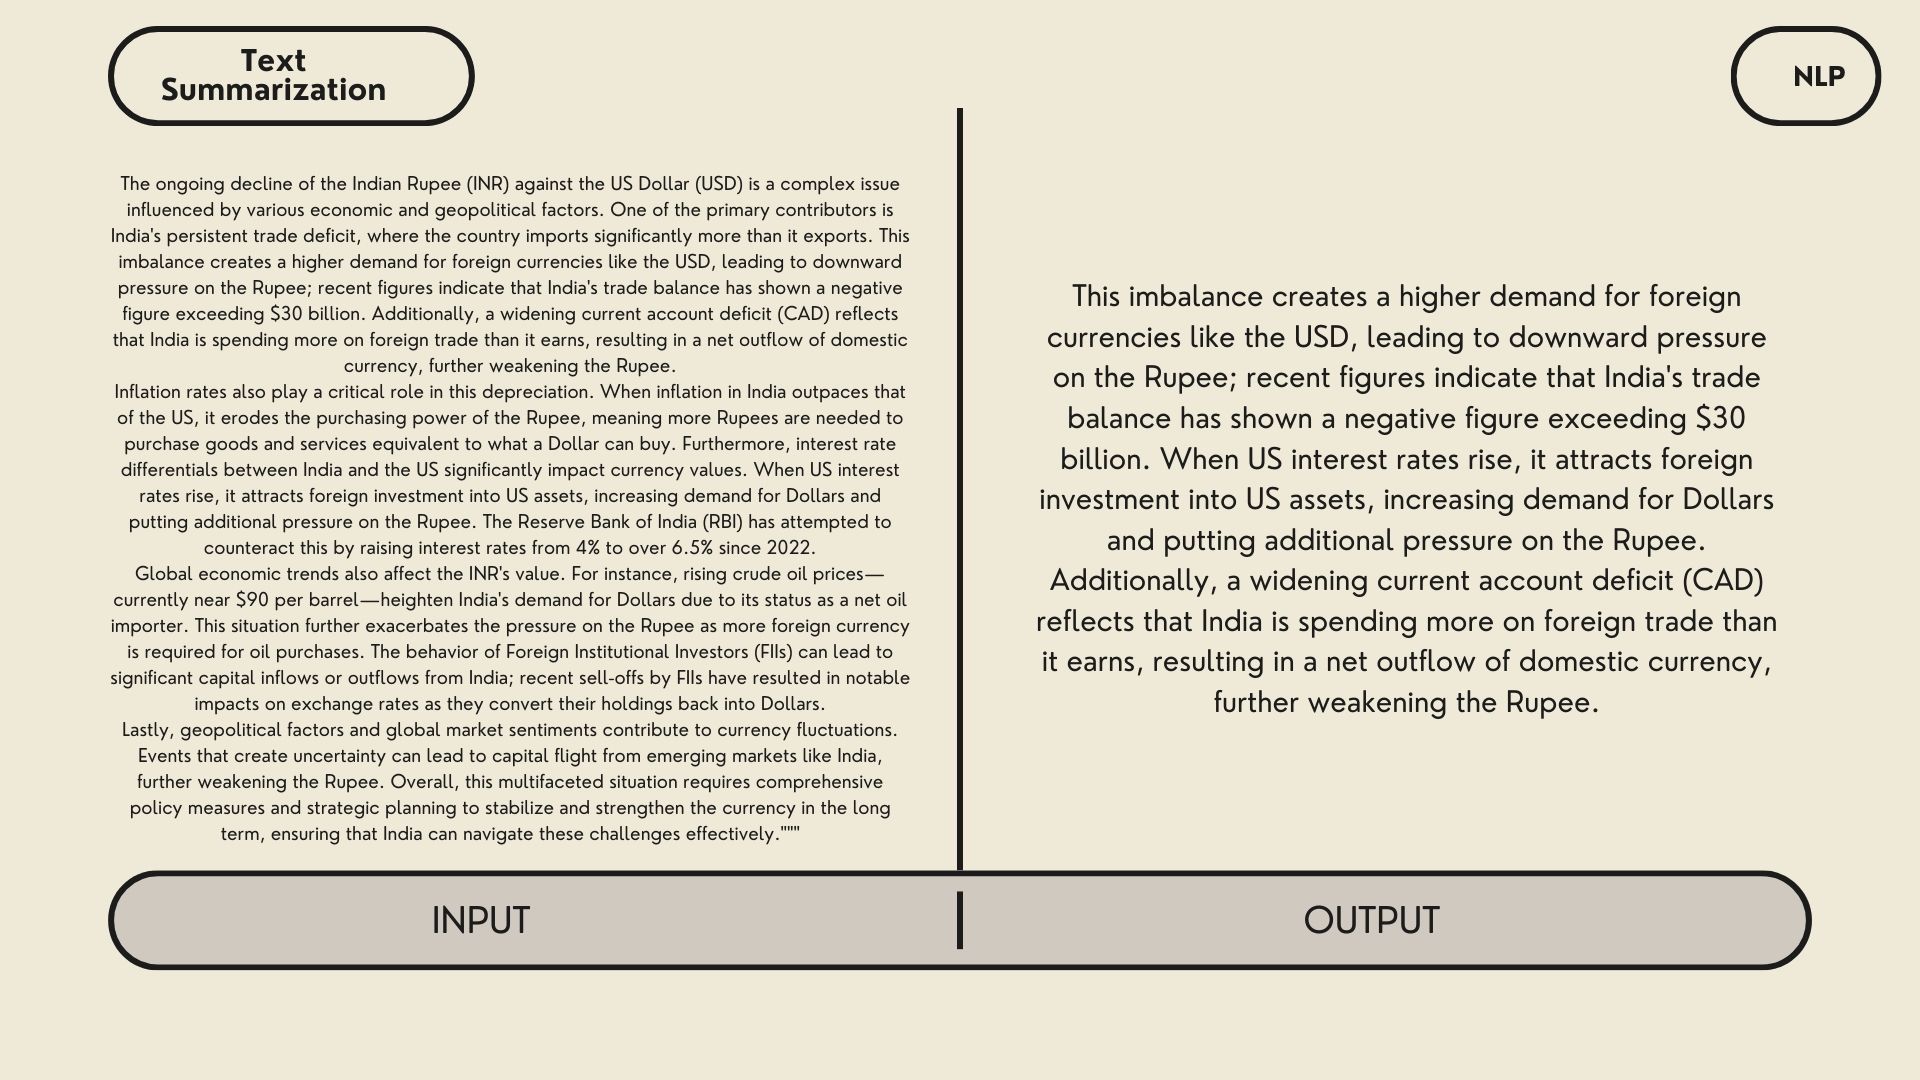 Text
Summarization
NLP
The ongoing decline of the Indian Rupee (INR) against the US Dollar (USD) is a complex issue
influenced by various economic and geopolitical factors. One of the primary contributors is
India's persistent trade deficit, where the country imports significantly more than it exports. This
imbalance creates a higher demand for foreign currencies like the USD, leading to downward
pressure on the Rupee; recent figures indicate that India's trade balance has shown a negative
figure exceeding $30 billion. Additionally, a widening current account deficit (CAD) reflects
that India is spending more on foreign trade than it earns, resulting in a net outflow of domestic
currency, further weakening the Rupee.
Inflation rates also play a critical role in this depreciation. When inflation in India outpaces that
of the US, it erodes the purchasing power of the Rupee, meaning more Rupees are needed to
purchase goods and services equivalent to what a Dollar can buy. Furthermore, interest rate
differentials between India and the US significantly impact currency values. When US interest
rates rise, it attracts foreign investment into US assets, increasing demand for Dollars and
putting additional pressure on the Rupee. The Reserve Bank of India (RBI) has attempted to
counteract this by raising interest rates from 4% to over 6.5% since 2022.
Global economic trends also affect the INR's value. For instance, rising crude oil prices—
currently near $90 per barrel—heighten India's demand for Dollars due to its status as a net oil
importer. This situation further exacerbates the pressure on the Rupee as more foreign currency
is required for oil purchases. The behavior of Foreign Institutional Investors (FIIs) can lead to
significant capital inflows or outflows from India; recent sell-offs by FIIs have resulted in notable
impacts on exchange rates as they convert their holdings back into Dollars.
Lastly, geopolitical factors and global market sentiments contribute to currency fluctuations.
Events that create uncertainty can lead to capital flight from emerging markets like India,
further weakening the Rupee. Overall, this multifaceted situation requires comprehensive
policy measures and strategic planning to stabilize and strengthen the currency in the long
term, ensuring that India can navigate these challenges effectively."""
This imbalance creates a higher demand for foreign
currencies like the USD, leading to downward pressure
on the Rupee; recent figures indicate that India's trade
balance has shown a negative figure exceeding $30
billion. When US interest rates rise, it attracts foreign
investment into US assets, increasing demand for Dollars
and putting additional pressure on the Rupee.
Additionally, a widening current account deficit (CAD)
reflects that India is spending more on foreign trade than
it earns, resulting in a net outflow of domestic currency,
further weakening the Rupee.
INPUT
OUTPUT